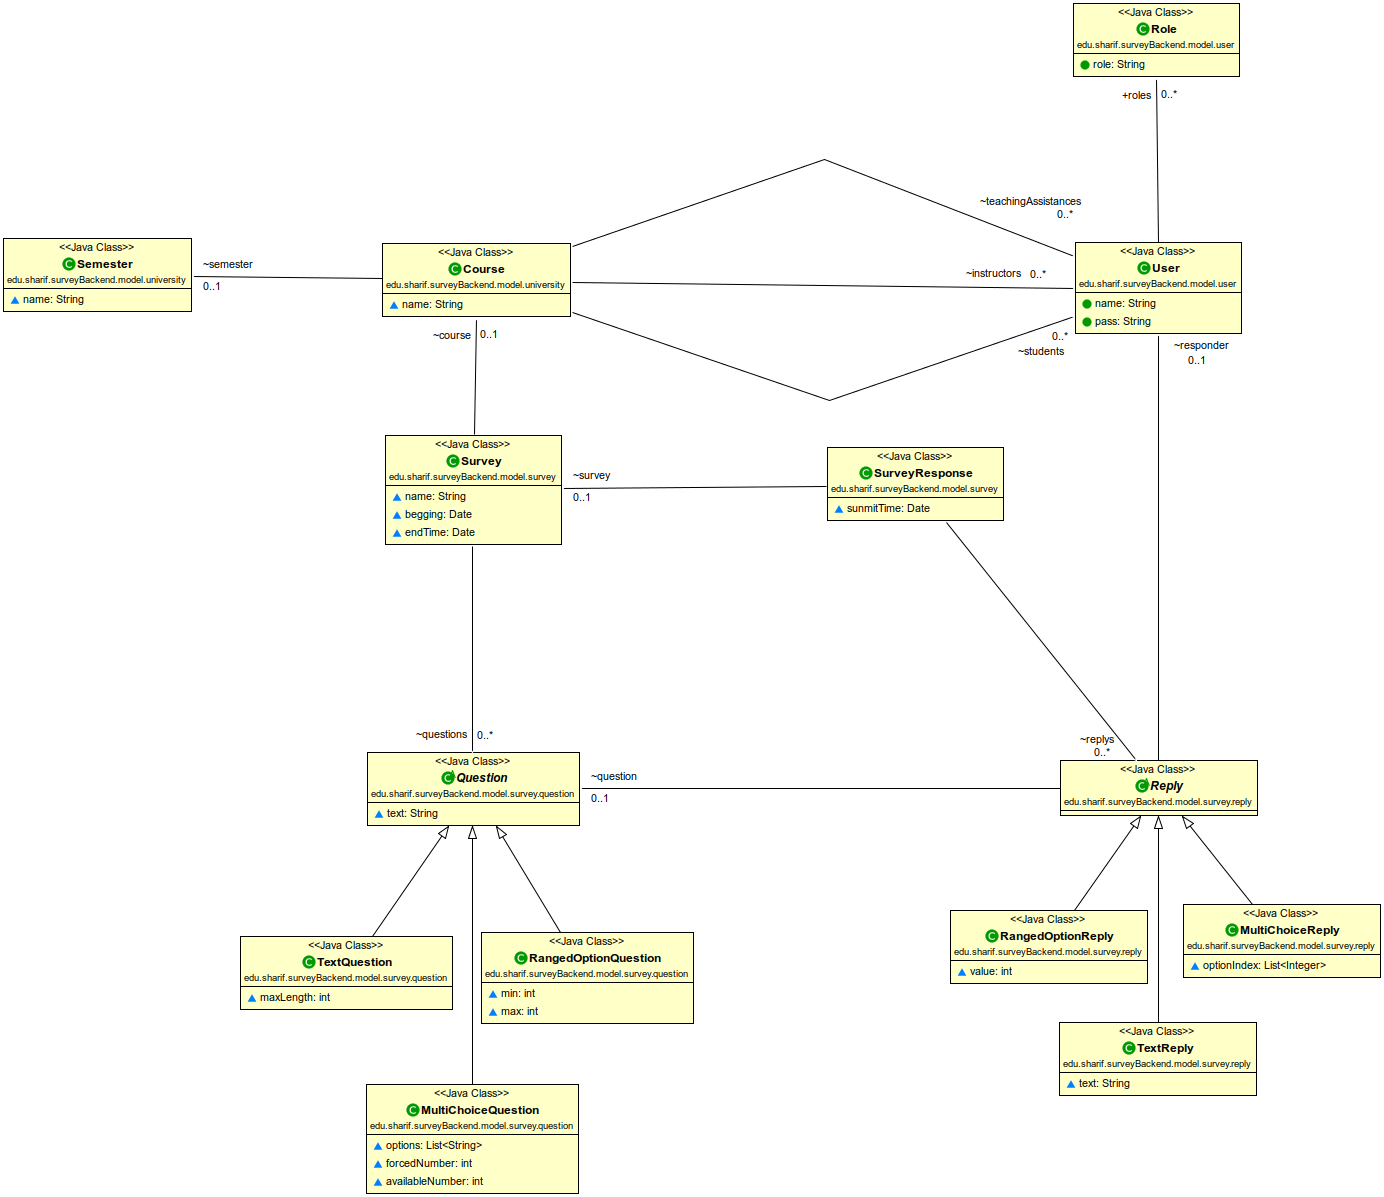 <<Java Class>>
Role
edu.sharif.surveyBackend.model.user
role: String
+roles 0..*
~teachingAssistances
0..*
<<Java Class>>
Semester
edu.sharif.surveyBackend.model.university
name: String
~semester
0..1
<<Java Class>>
Course
edu.sharif.surveyBackend.model.university
name: String
~instructors 0..*
<<Java Class>>
User
edu.sharif.surveyBackend.model.user
name: String
pass: String
~course 0..1
0..*
~students
~responder
0..1
<<Java Class>>
Survey
edu.sharif.surveyBackend.model.survey
name: String
begging: Date
endTime: Date
~survey
0..1
<<Java Class>>
SurveyResponse
edu.sharif.surveyBackend.model.survey
sunmitTime: Date
~questions 0..*
~replys
0..*
<<Java Class>>
Question
edu.sharif.surveyBackend.model.survey.question
text: String
~question
0..1
<<Java Class>>
Reply
edu.sharif.surveyBackend.model.survey.reply
<<Java Class>>
TextQuestion
edu.sharif.surveyBackend.model.survey.question
maxLength: int
<<Java Class>>
RangedOptionQuestion
edu.sharif.surveyBackend.model.survey.question
min: int
max: int
<<Java Class>>
RangedOptionReply
edu.sharif.surveyBackend.model.survey.reply
value: int
<<Java Class>>
MultiChoiceReply
edu.sharif.surveyBackend.model.survey.reply
optionIndex: List<Integer>
<<Java Class>>
TextReply
edu.sharif.surveyBackend.model.survey.reply
text: String
<<Java Class>>
MultiChoiceQuestion
edu.sharif.surveyBackend.model.survey.question
options: List<String>
forcedNumber: int
availableNumber: int